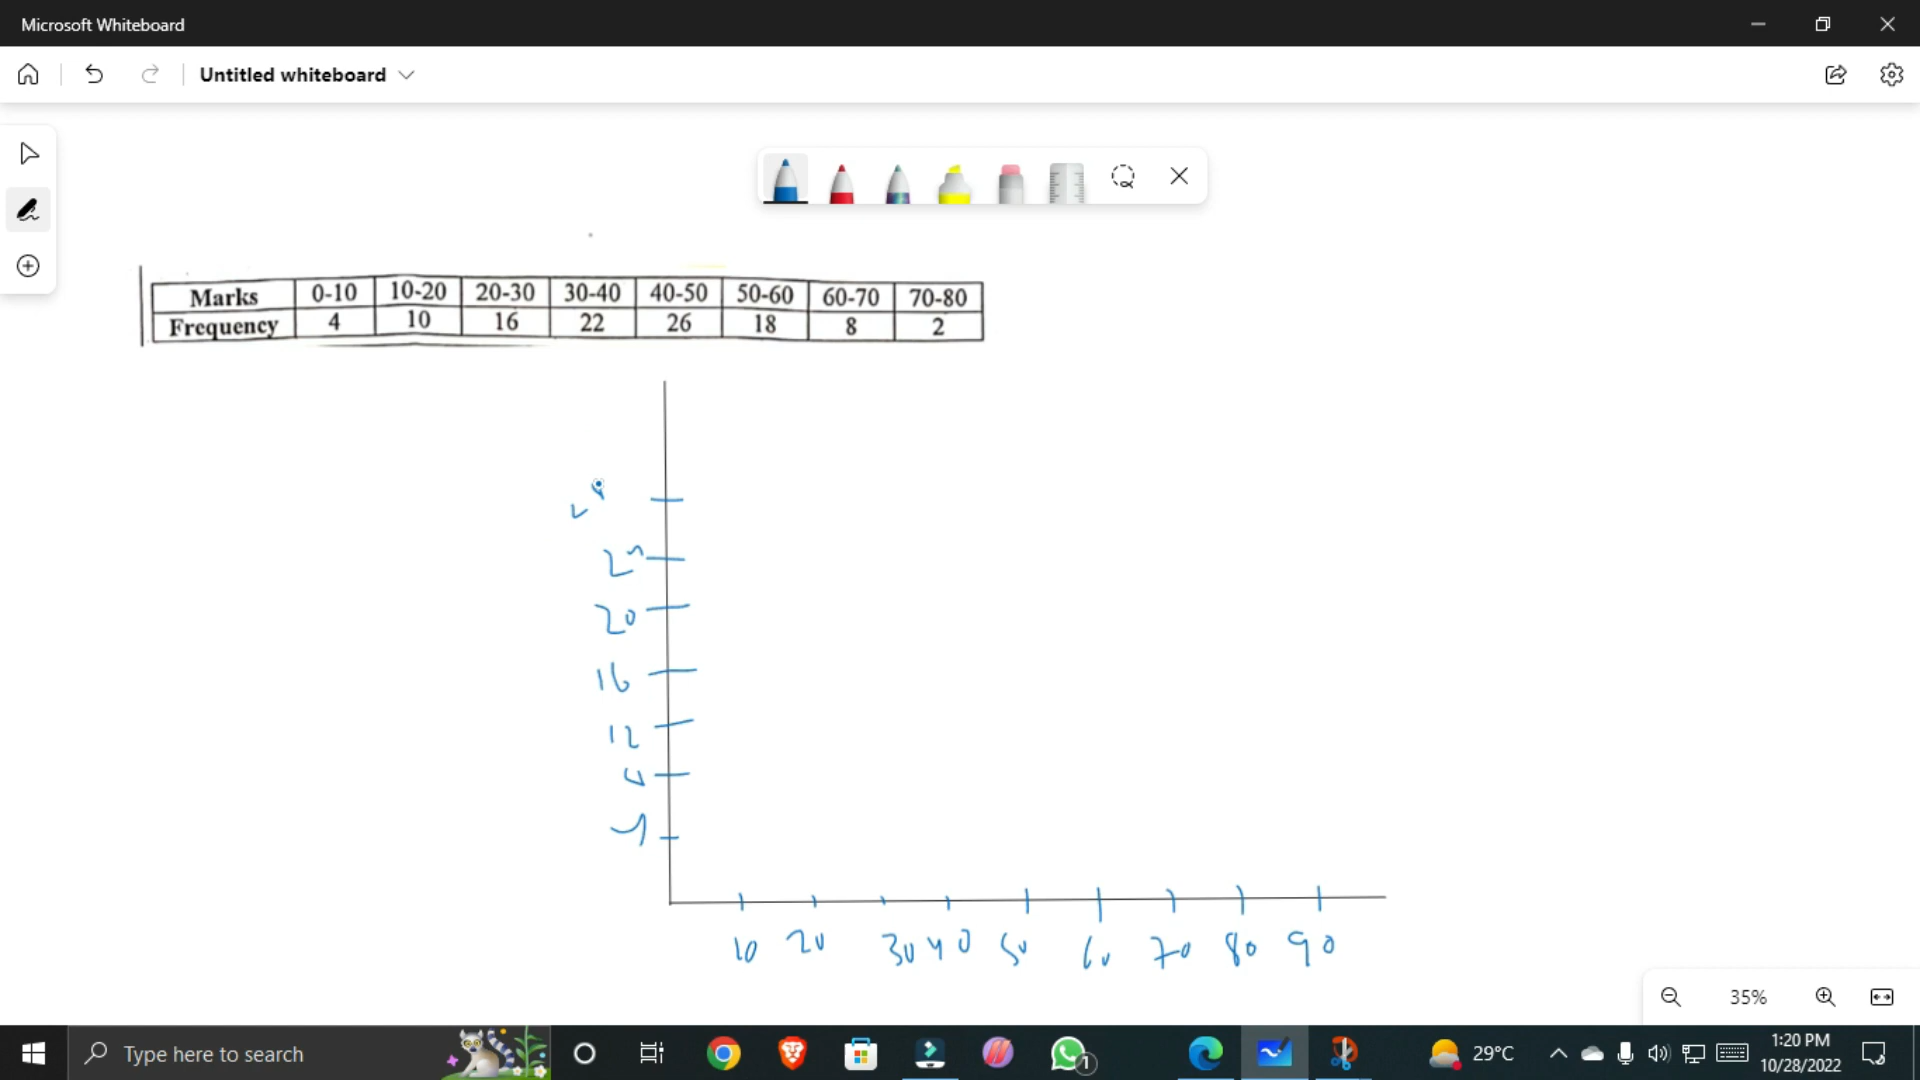 Microsoft Whiteboard
Untitled whiteboard
Marks 0-10 10-20 20-30 30-40 40-50 50-60 60-70 70-80
Frequency 4 10 16 22 26 18 8 2
20
16
12
4
10 20 30 40 50 60 70 80 90
35%
Type here to search
1
29°C
1:20 PM
10/28/2022